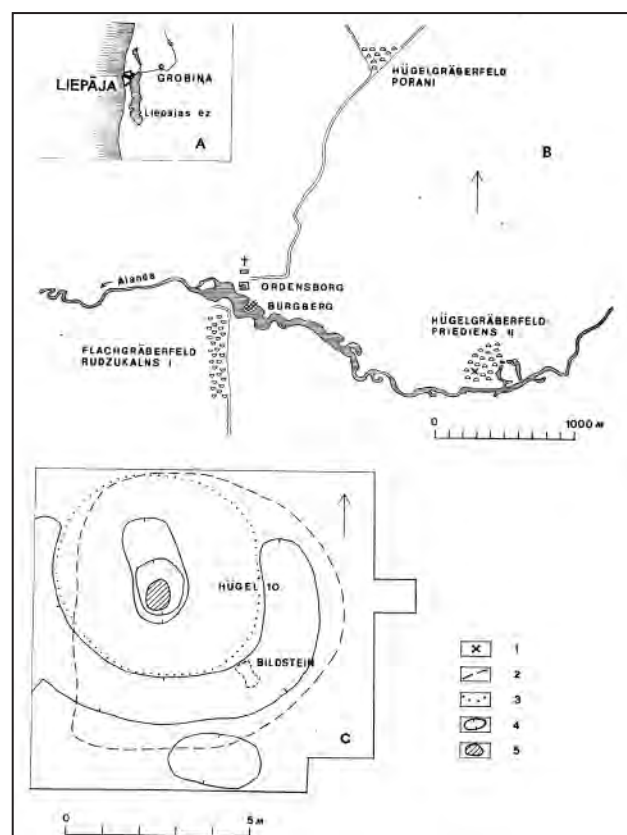 LIEPĀJA
GROBIŅA
Liepājas ez
A
HÜGELGRÄBERFELD
PORANI
B
Ālanda
ORDENSBORG
BURGBERG
FLACHGRÄBERFELD
RUDZUKALNS I
HÜGELGRÄBERFELD-
PRIEDIENS II
0 1000 M
HÜGEL 10
BILDSTEIN
C
1
2
3
4
5
0 5 M